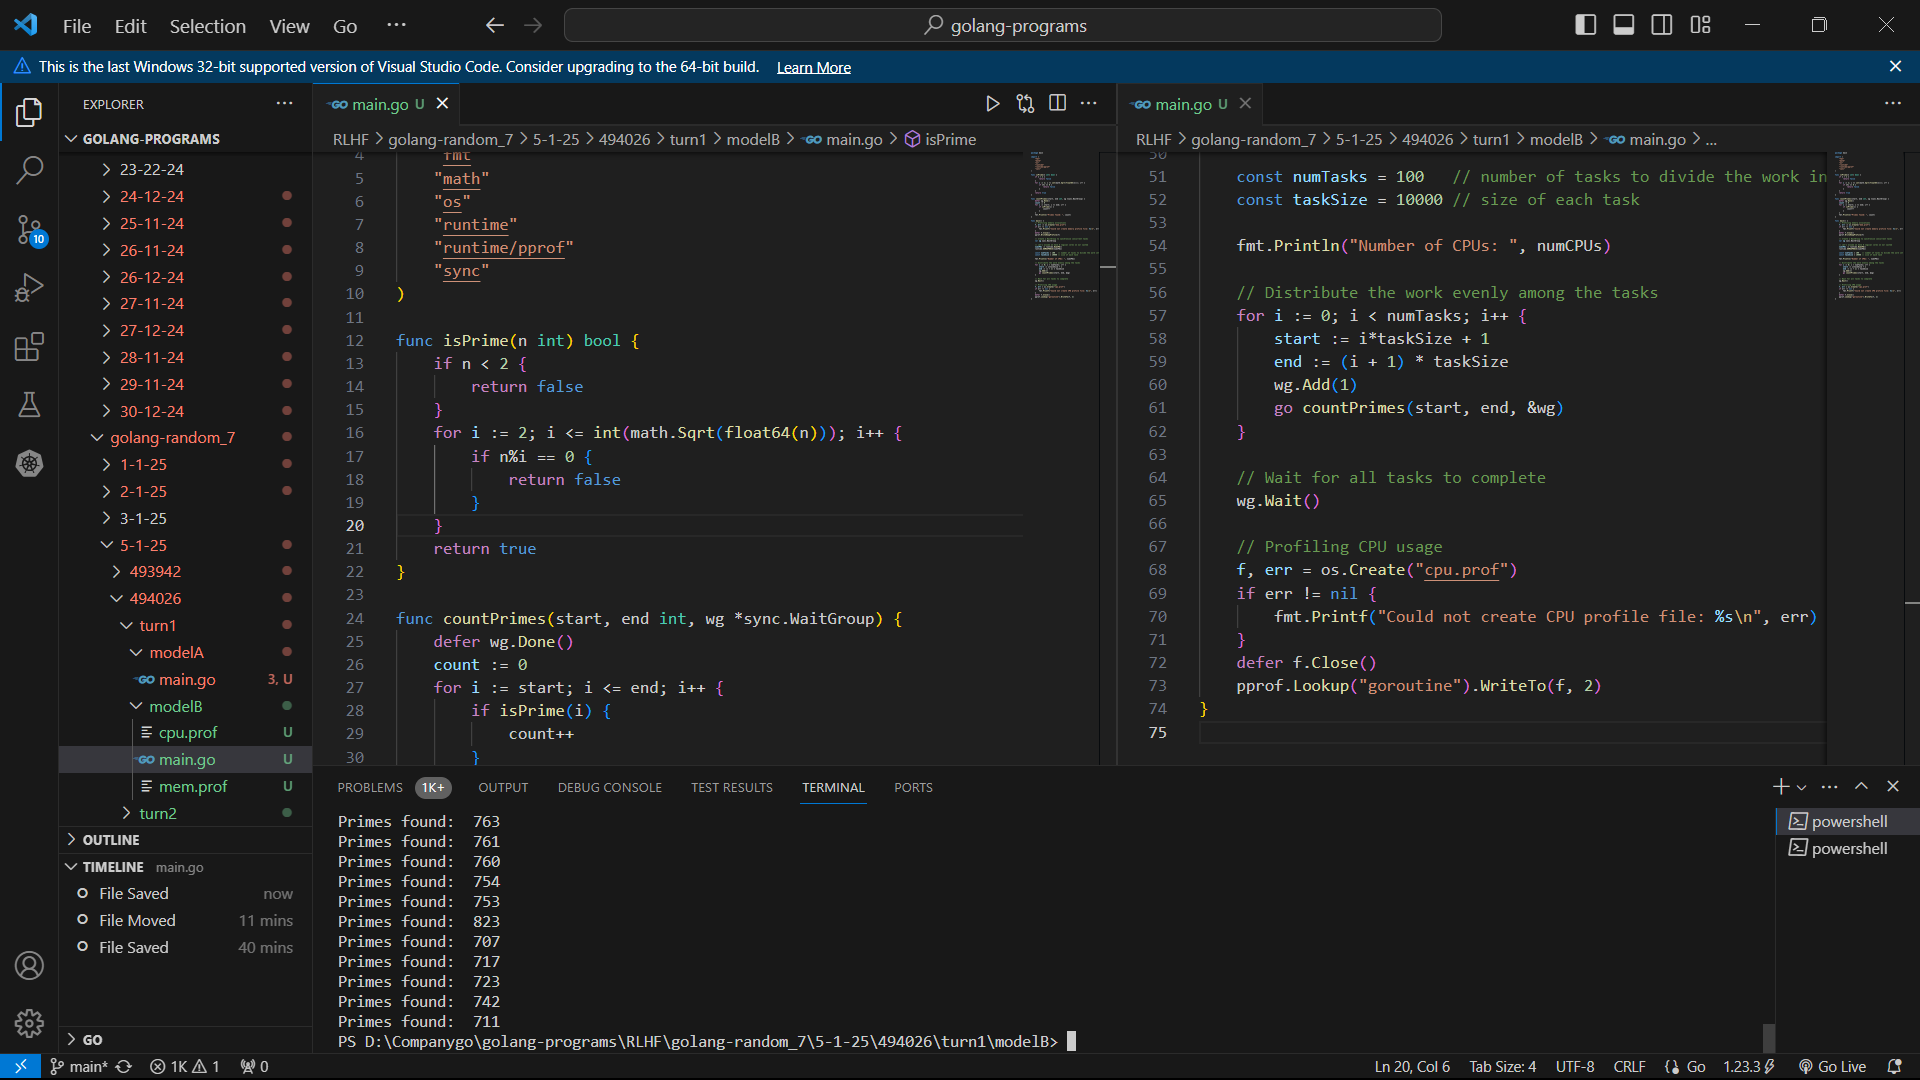 File Edit Selection View Go ··· golang-programs
This is the last Windows 32-bit supported version of Visual Studio Code. Consider upgrading to the 64-bit build. Learn More
EXPLORER ···
GOLANG-PROGRAMS
23-22-24
24-12-24
25-11-24
26-11-24
26-12-24
27-11-24
27-12-24
28-11-24
29-11-24
30-12-24
golang-random_7
1-1-25
2-1-25
3-1-25
5-1-25
493942
494026
turn1
modelA
main.go 3, U
modelB
cpu.prof U
main.go U
mem.prof U
turn2
OUTLINE
TIMELINE main.go
File Saved now
File Moved 11 mins
File Saved 40 mins
GO
10
main.go U
RLHF > golang-random_7 > 5-1-25 > 494026 > turn1 > modelB > main.go > isPrime
4 "fmt"
5 "math"
6 "os"
7 "runtime"
8 "runtime/pprof"
9 "sync"
10 )
11
12 func isPrime(n int) bool {
13 if n < 2 {
14 return false
15 }
16 for i := 2; i <= int(math.Sqrt(float64(n))); i++ {
17 if n%i == 0 {
18 return false
19 }
20 }
21 return true
22 }
23
24 func countPrimes(start, end int, wg *sync.WaitGroup) {
25 defer wg.Done()
26 count := 0
27 for i := start; i <= end; i++ {
28 if isPrime(i) {
29 count++
30 }
main.go U
RLHF > golang-random_7 > 5-1-25 > 494026 > turn1 > modelB > main.go > ...
50
51 const numTasks = 100 // number of tasks to divide the work in
52 const taskSize = 10000 // size of each task
53
54 fmt.Println("Number of CPUs: ", numCPUs)
55
56 // Distribute the work evenly among the tasks
57 for i := 0; i < numTasks; i++ {
58 start := i*taskSize + 1
59 end := (i + 1) * taskSize
60 wg.Add(1)
61 go countPrimes(start, end, &wg)
62 }
63
64 // Wait for all tasks to complete
65 wg.Wait()
66
67 // Profiling CPU usage
68 f, err = os.Create("cpu.prof")
69 if err != nil {
70 fmt.Printf("Could not create CPU profile file: %s\n", err)
71 }
72 defer f.Close()
73 pprof.Lookup("goroutine").WriteTo(f, 2)
74 }
75
PROBLEMS 1K+ OUTPUT DEBUG CONSOLE TEST RESULTS TERMINAL PORTS
Primes found: 763
Primes found: 761
Primes found: 760
Primes found: 754
Primes found: 753
Primes found: 823
Primes found: 707
Primes found: 717
Primes found: 723
Primes found: 742
Primes found: 711
PS D:\Companygo\golang-programs\RLHF\golang-random_7\5-1-25\494026\turn1\modelB>
powershell
powershell
main* 1K 1 0 Ln 20, Col 6 Tab Size: 4 UTF-8 CRLF {} Go 1.23.3 Go Live